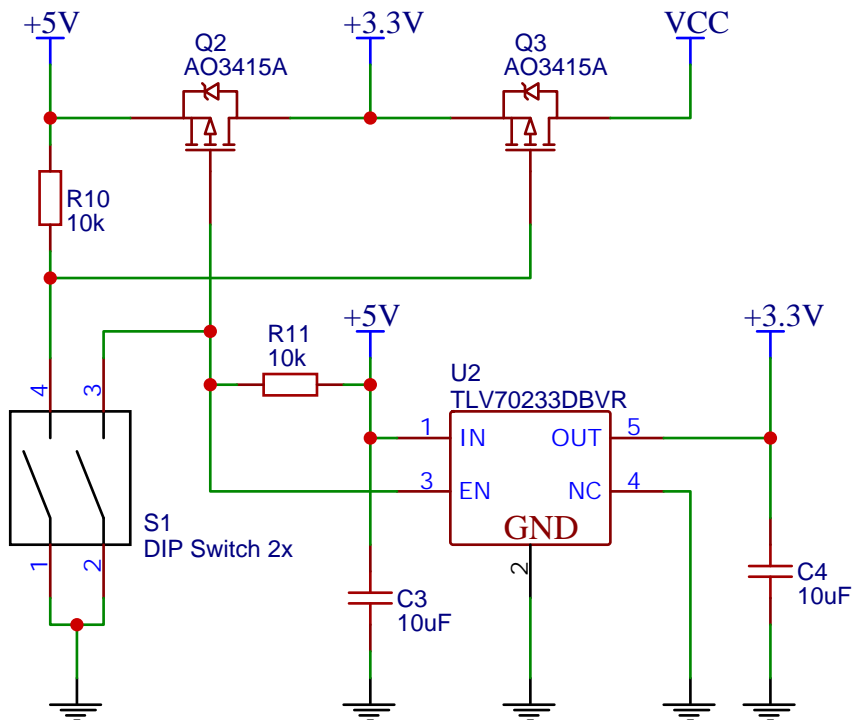 +5V
+3.3V
VCC
Q2
AO3415A
Q3
AO3415A
R10
10k
R11
10k
+5V
+3.3V
U2
TLV70233DBVR
4
3
1
IN
OUT
5
3
EN
NC
4
GND
2
S1
DIP Switch 2x
1
2
C3
10uF
C4
10uF